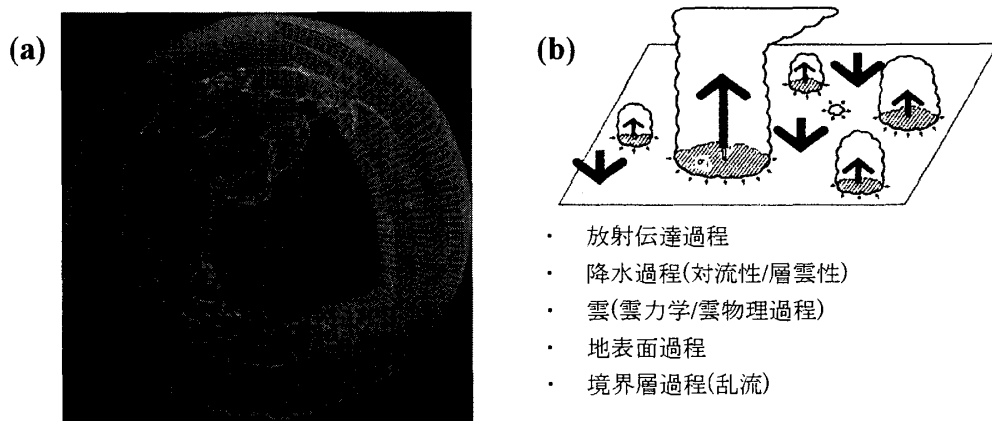 (a)
(b)
・ 放射伝達過程
・ 降水過程(対流性/層雲性)
・ 雲(雲力学/雲物理過程)
・ 地表面過程
・ 境界層過程(乱流)